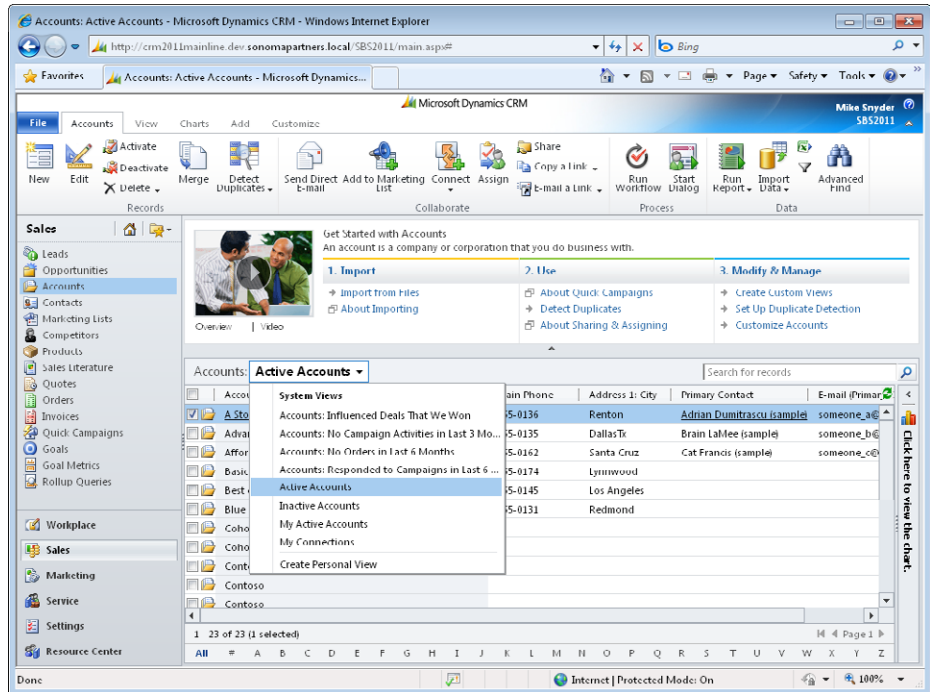 Accounts: Active Accounts - Microsoft Dynamics CRM - Windows Internet Explorer
http://crm2011mainline.dev.sonomapartners.local/SBS2011/main.aspx#
Bing
Favorites
Accounts: Active Accounts - Microsoft Dynamics...
Page
Safety
Tools
Microsoft Dynamics CRM
Mike Snyder
SBS2011
File
Accounts
View
Charts
Add
Customize
New
Edit
Activate
Deactivate
Delete
Records
Merge
Detect Duplicates
Send Direct E-mail
Add to Marketing List
Connect
Assign
Share
Copy a Link
E-mail a Link
Collaborate
Run Workflow
Start Dialog
Process
Run Report
Import Data
Advanced Find
Data
Sales
Leads
Opportunities
Accounts
Contacts
Marketing Lists
Competitors
Products
Sales Literature
Quotes
Orders
Invoices
Quick Campaigns
Goals
Goal Metrics
Rollup Queries
Workplace
Sales
Marketing
Service
Settings
Resource Center
Get Started with Accounts
An account is a company or corporation that you do business with.
Overview | Video
1. Import
Import from Files
About Importing
2. Use
About Quick Campaigns
Detect Duplicates
About Sharing & Assigning
3. Modify & Manage
Create Custom Views
Set Up Duplicate Detection
Customize Accounts
Accounts: Active Accounts
Search for records
Accou ain Phone Address 1: City Primary Contact E-mail (Primar
A Sto 55-0136 Renton Adrian Dumitrascu (sample) someone_a@
Advar 55-0135 DallasTx Brain LaMee (sample) someone_b@
Affor 55-0162 Santa Cruz Cat Francis (sample) someone_c@
Basic 55-0174 Lynnwood
Best 55-0145 Los Angeles
Blue 55-0131 Redmond
Coho
Coho
Cont
Contoso
Contoso
System Views
Accounts: Influenced Deals That We Won
Accounts: No Campaign Activities in Last 3 Mo...
Accounts: No Orders in Last 6 Months
Accounts: Responded to Campaigns in Last 6 ...
Active Accounts
Inactive Accounts
My Active Accounts
My Connections
Create Personal View
Click here to view the chart.
1 23 of 23 (1 selected)
Page 1
All # A B C D E F G H I J K L M N O P Q R S T U V W X Y Z
Done
Internet | Protected Mode: On
100%